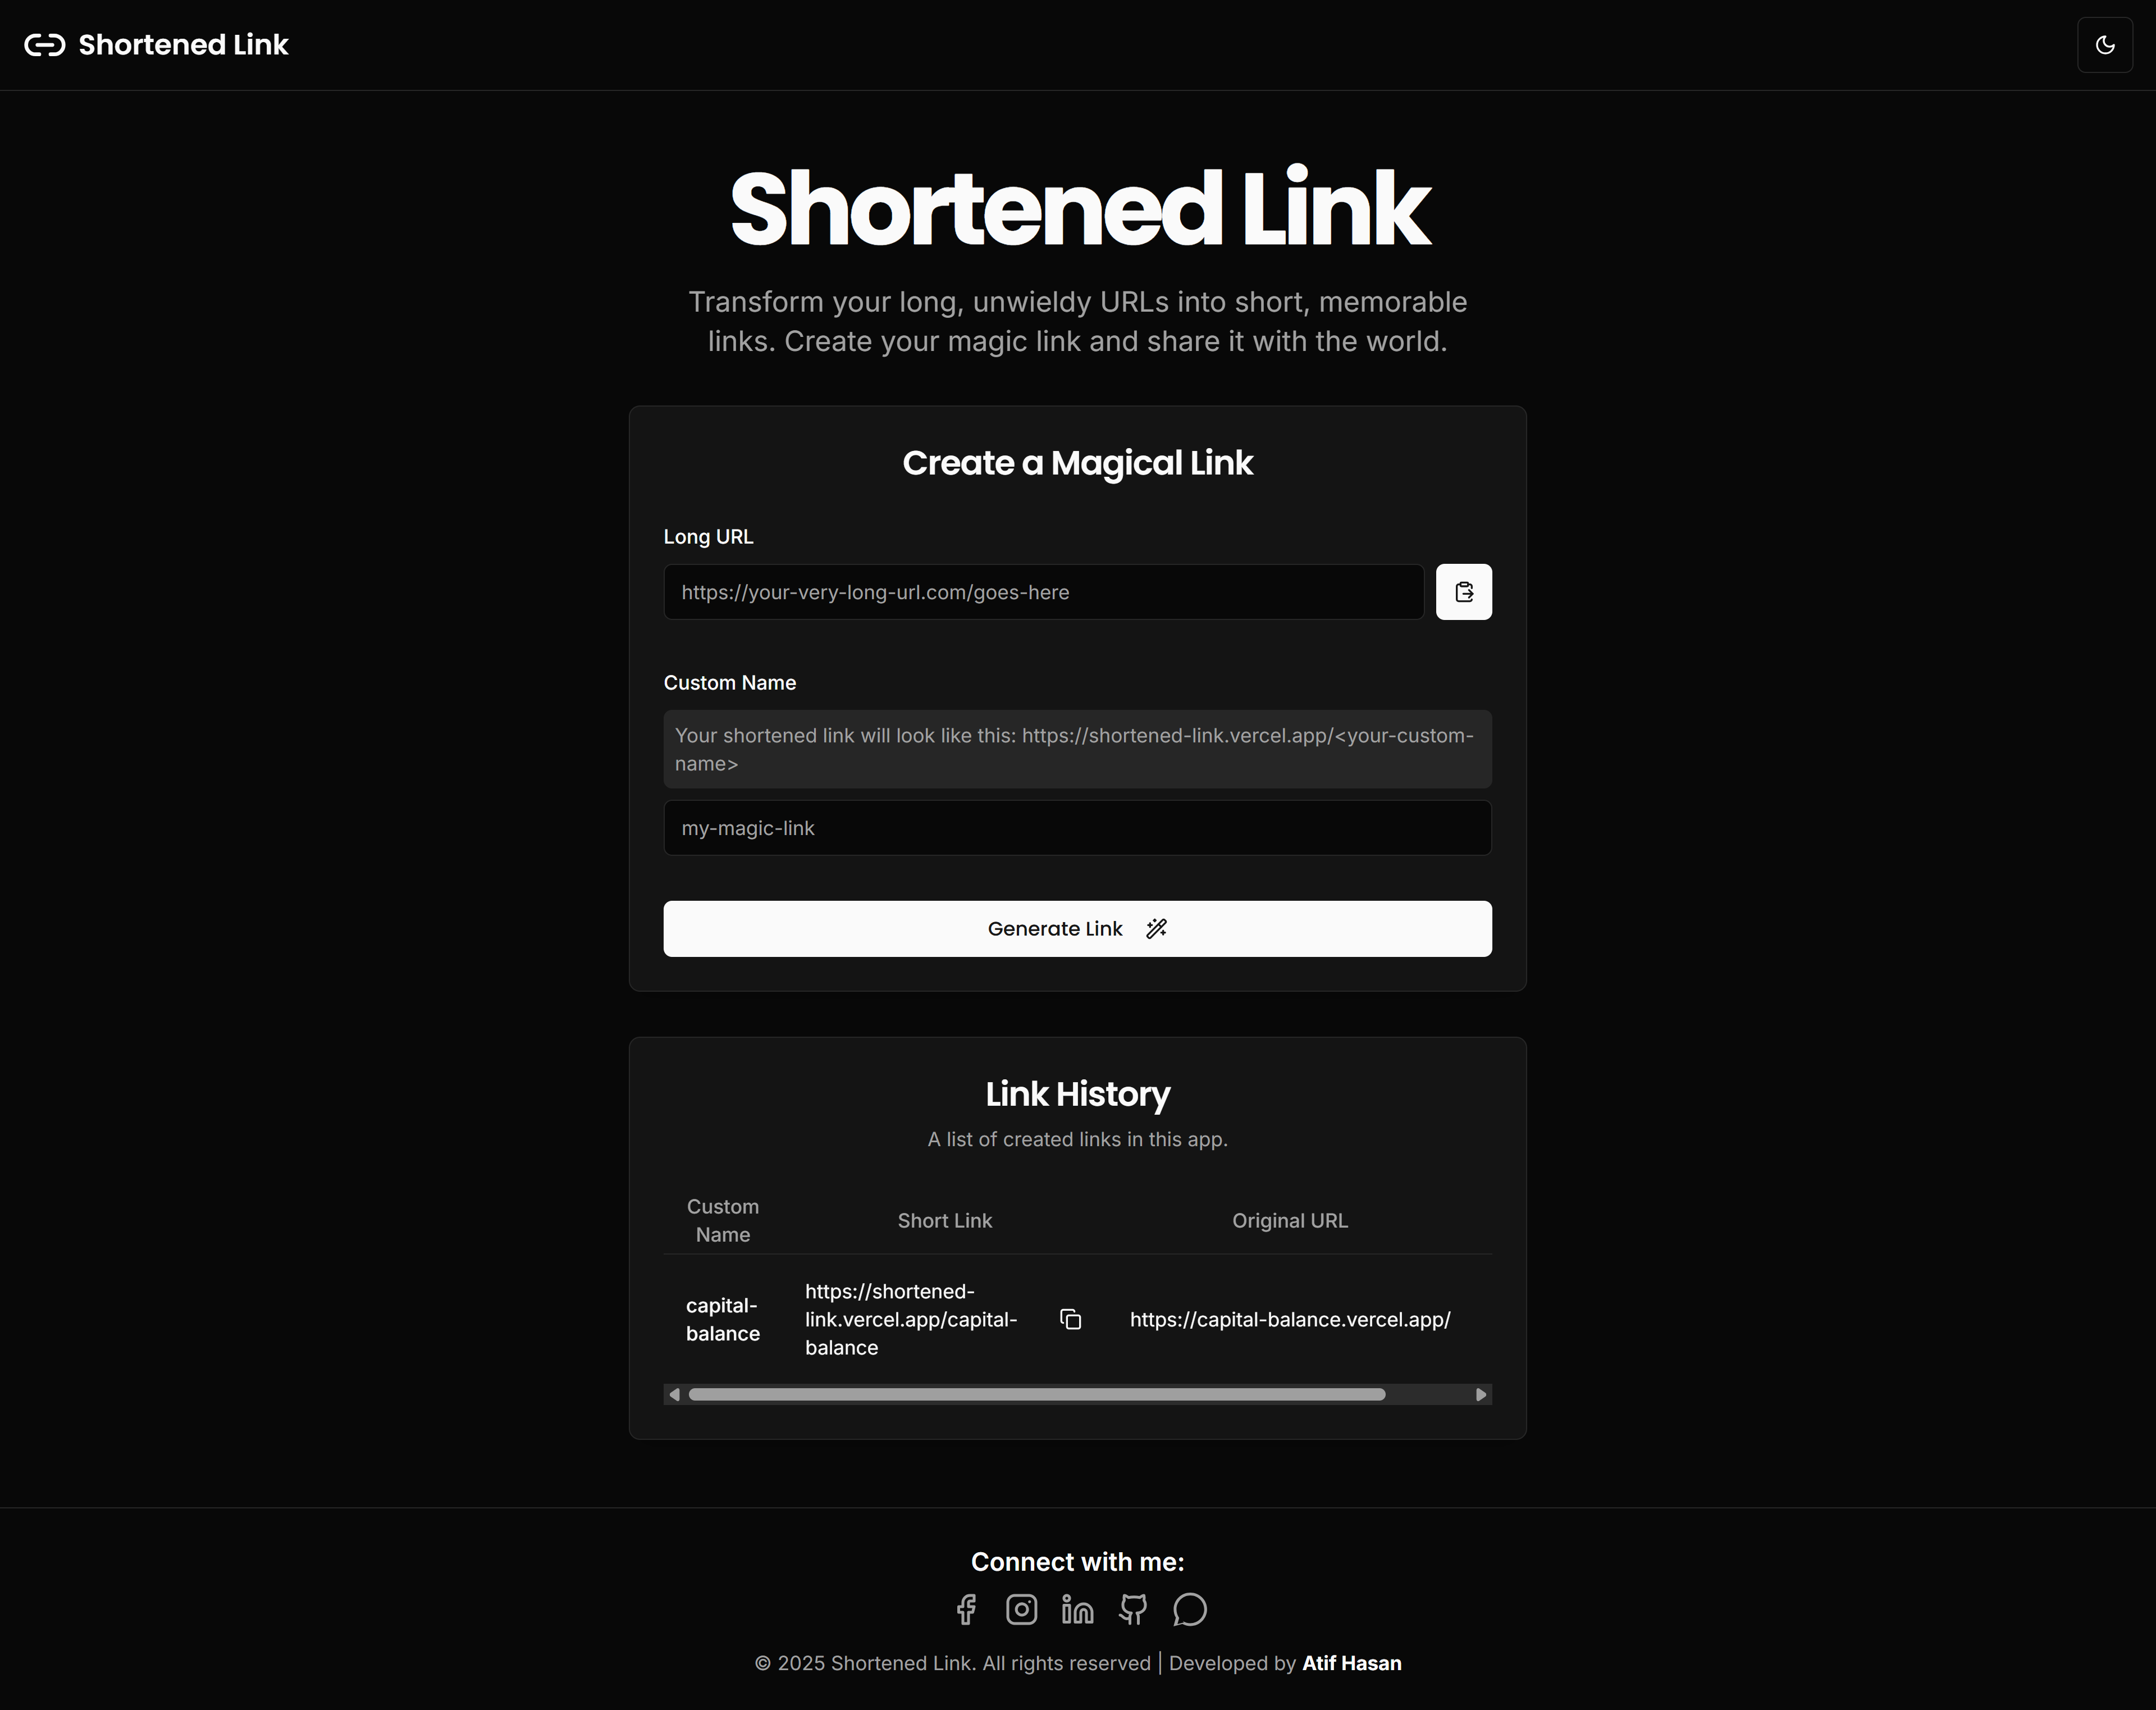 Shortened Link
Shortened Link
Transform your long, unwieldy URLs into short, memorable
links. Create your magic link and share it with the world.
Create a Magical Link
Long URL
https://your-very-long-url.com/goes-here
Custom Name
Your shortened link will look like this: https://shortened-link.vercel.app/<your-custom-
name>
my-magic-link
Generate Link
Link History
A list of created links in this app.
Custom
Name
Short Link
Original URL
capital-
balance
https://shortened-
link.vercel.app/capital-
balance
https://capital-balance.vercel.app/
Connect with me:
© 2025 Shortened Link. All rights reserved | Developed by Atif Hasan